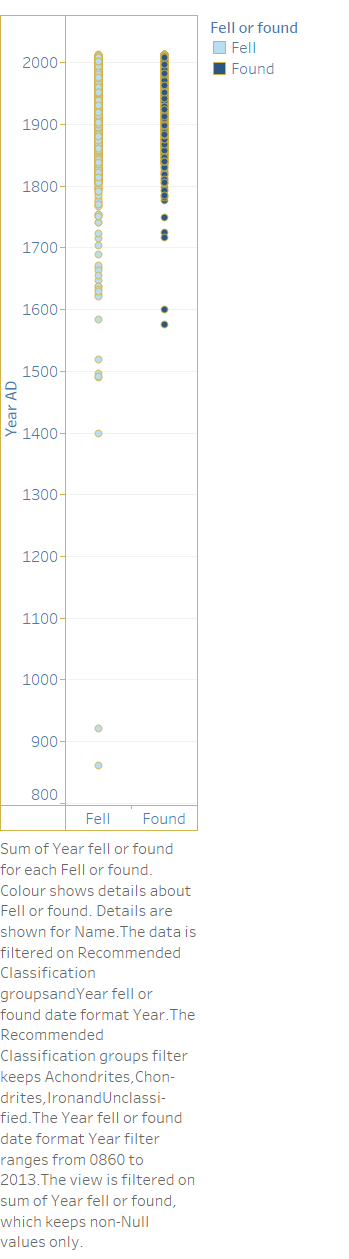 Fell or found
Fell
Found
2000
1900
1800
1700
1600
1500
1400
1300
1200
1100
1000
900
800
Year AD
Fell
Found
Sum of Year fell or found
for each Fell or found.
Colour shows details about
Fell or found. Details are
shown for Name.The data is
filtered on Recommended
Classification
groupsandYear fell or
found date format Year.The
Recommended
Classification groups filter
keeps Achondrites,Chon-
drites,IronandUnclassi-
fied.The Year fell or found
date format Year filter
ranges from 0860 to
2013.The view is filtered on
sum of Year fell or found,
which keeps non-Null
values only.